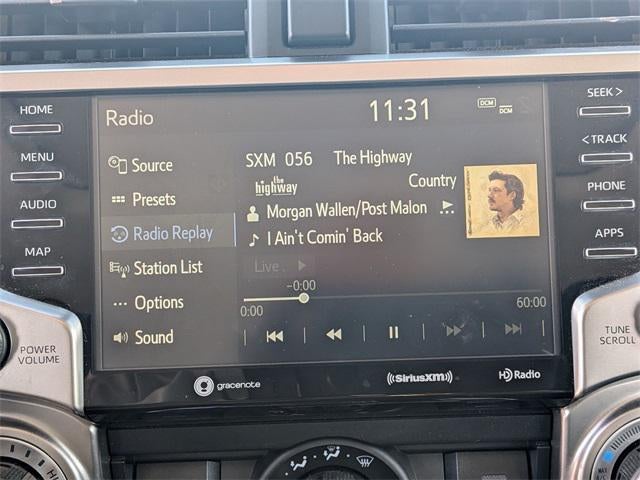 HOME
MENU
AUDIO
MAP
POWER
VOLUME
Radio
11:31
DCM
DCM
Source
Presets
Radio Replay
Station List
Options
Sound
SXM 056 The Highway
the
highway
Country
Morgan Wallen/Post Malon
I Ain't Comin' Back
Live
-0:00
0:00
60:00
gracenote
SiriusXM
HD Radio
SEEK >
< TRACK
PHONE
APPS
TUNE
SCROLL